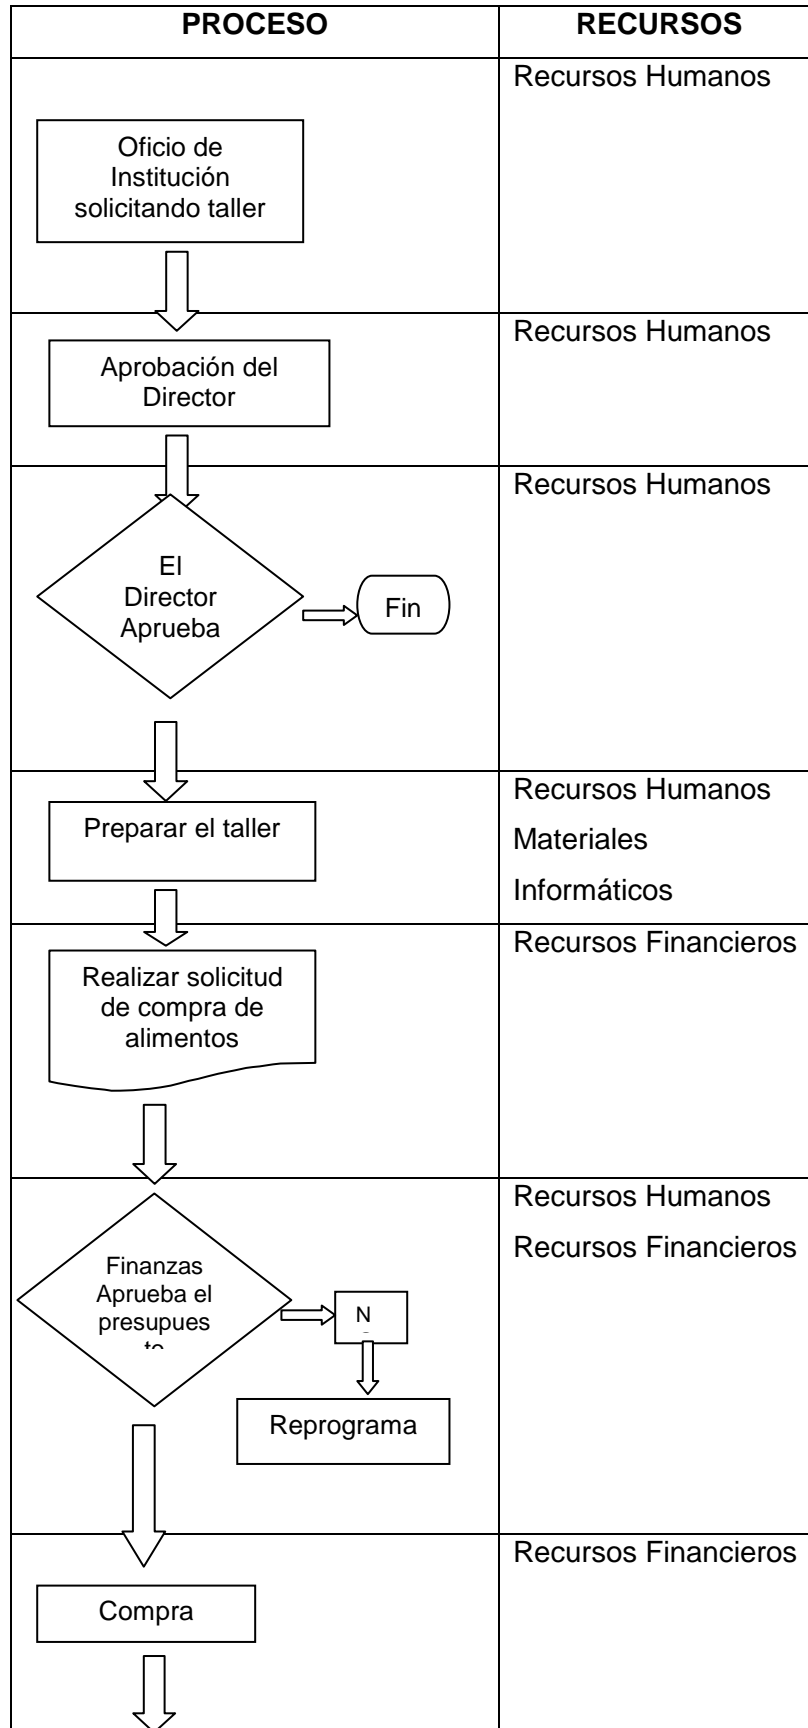 PROCESO
RECURSOS
Recursos Humanos
Oficio de
Institución
solicitando taller
Recursos Humanos
Aprobación del
Director
Recursos Humanos
El
Director
Aprueba
Fin
Recursos Humanos
Materiales
Informáticos
Preparar el taller
Recursos Financieros
Realizar solicitud
de compra de
alimentos
Recursos Humanos
Recursos Financieros
Finanzas
Aprueba el
presupues
to
N
Reprograma
Recursos Financieros
Compra